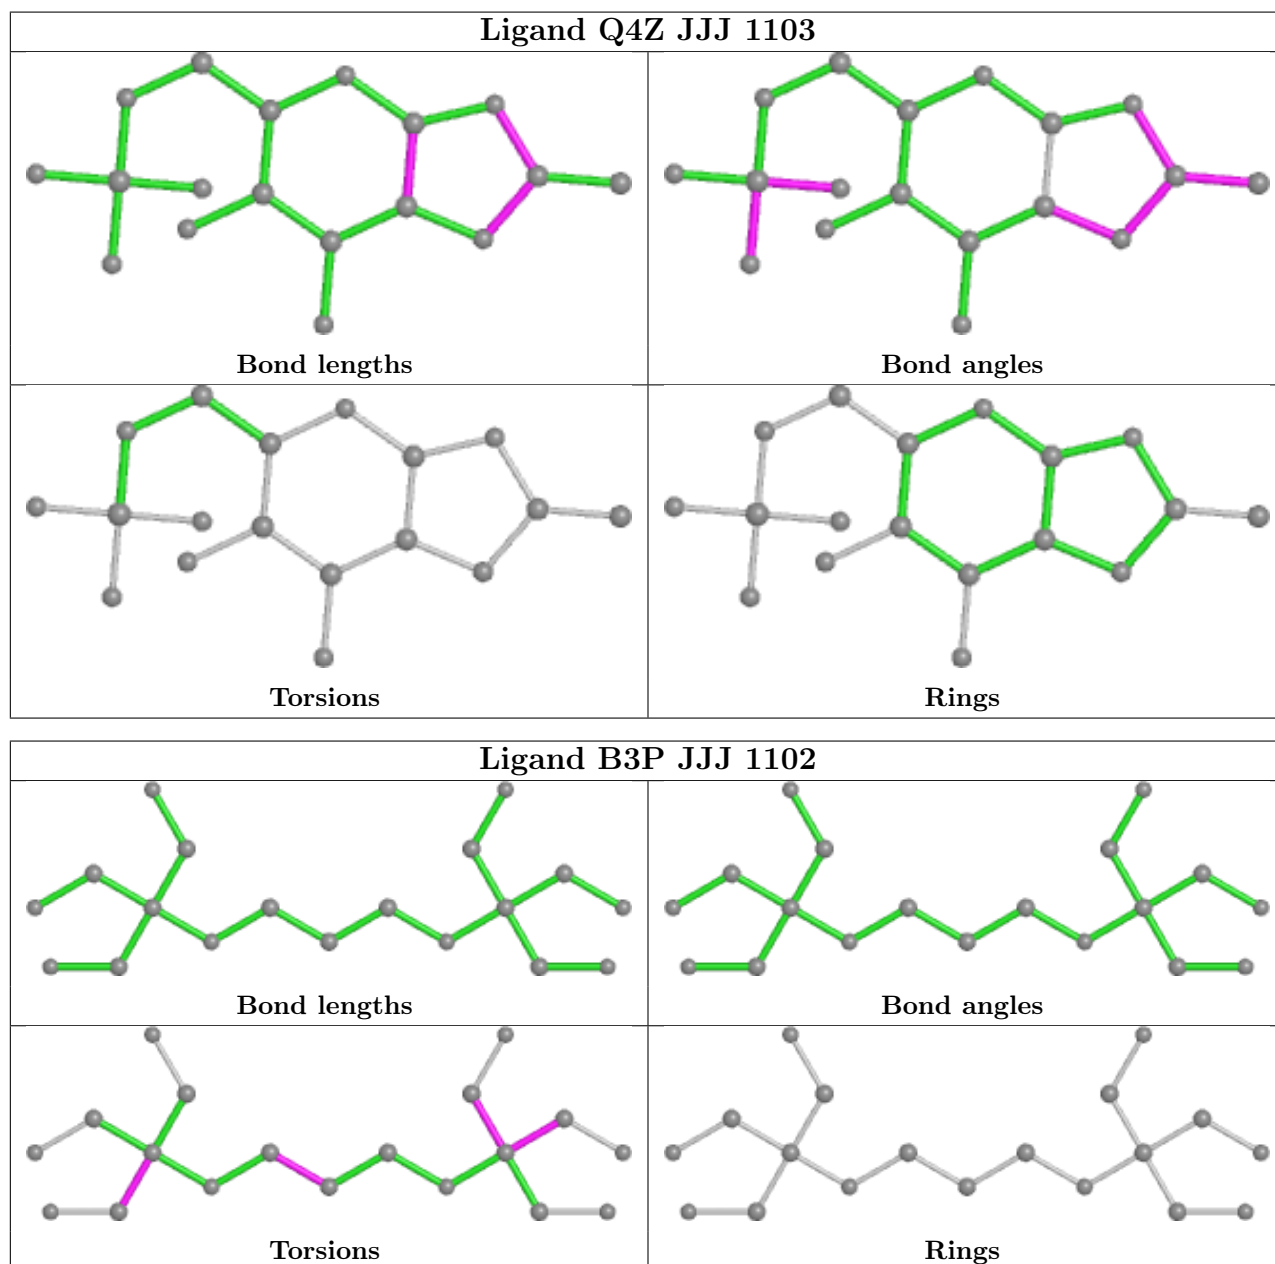 Ligand Q4Z JJJ 1103
Bond lengths
Bond angles
Torsions
Rings
Ligand B3P JJJ 1102
Bond lengths
Bond angles
Torsions
Rings